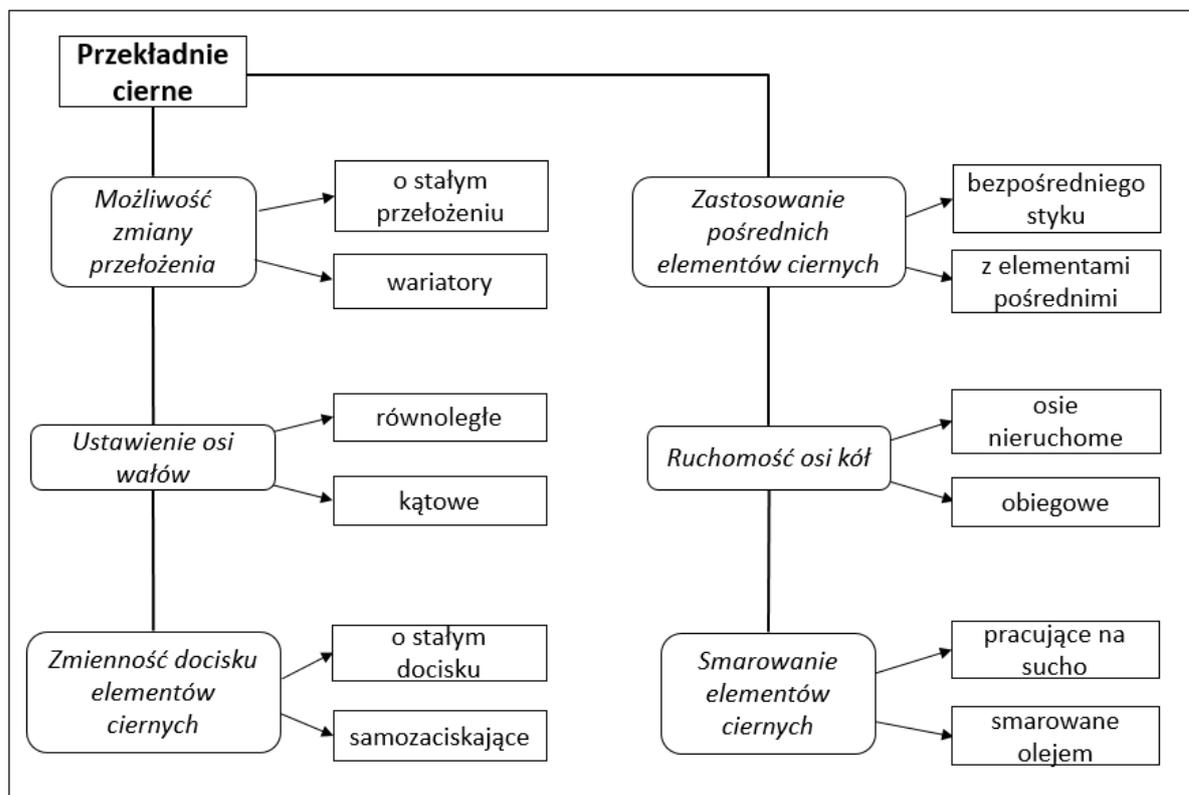 Przekładnie
cierne
Możliwość
zmiany
przełożenia
o stałym
przełożeniu
wariatory
Ustawienie osi
wałów
równoległe
kątowe
Zmienność docisku
elementów
ciernych
o stałym
docisku
samozaciskające
Zastosowanie
pośrednich
elementów ciernych
bezpośredniego
styku
z elementami
pośrednimi
Ruchomość osi kół
osie
nieruchome
obiegowe
Smarowanie
elementów
ciernych
pracujące na
sucho
smarowane
olejem